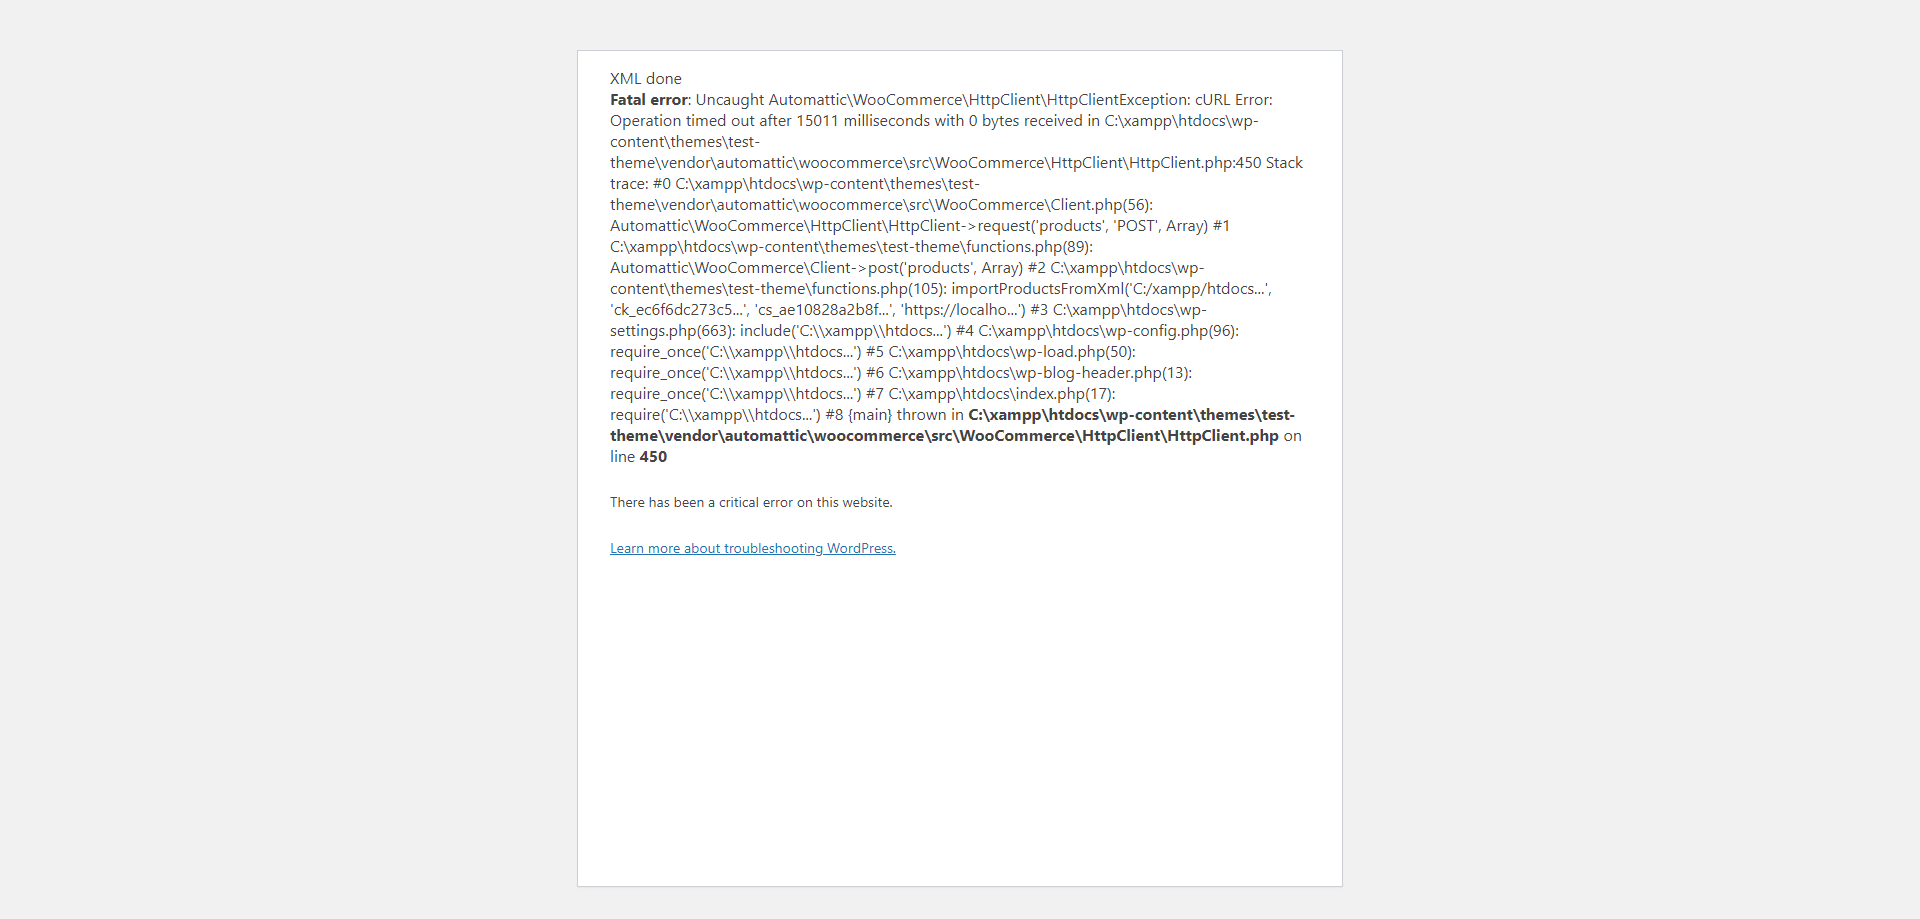 XML done
Fatal error: Uncaught Automattic\WooCommerce\HttpClient\HttpClientException: cURL Error:
Operation timed out after 15011 milliseconds with 0 bytes received in C:\xampp\htdocs\wp-
content\themes\test-
theme\vendor\automattic\woocommerce\src\WooCommerce\HttpClient\HttpClient.php:450 Stack
trace: #0 C:\xampp\htdocs\wp-content\themes\test-
theme\vendor\automattic\woocommerce\src\WooCommerce\Client.php(56):
Automattic\WooCommerce\HttpClient\HttpClient->request('products', 'POST', Array) #1
C:\xampp\htdocs\wp-content\themes\test-theme\functions.php(89):
Automattic\WooCommerce\Client->post('products', Array) #2 C:\xampp\htdocs\wp-
content\themes\test-theme\functions.php(105): importProductsFromXml('C:/xampp/htdocs...',
'ck_ec6f6dc273c5...', 'cs_ae10828a2b8f...', 'https://localho...') #3 C:\xampp\htdocs\wp-
settings.php(663): include('C:\\xampp\\htdocs...') #4 C:\xampp\htdocs\wp-config.php(96):
require_once('C:\\xampp\\htdocs...') #5 C:\xampp\htdocs\wp-load.php(50):
require_once('C:\\xampp\\htdocs...') #6 C:\xampp\htdocs\wp-blog-header.php(13):
require_once('C:\\xampp\\htdocs...') #7 C:\xampp\htdocs\index.php(17):
require('C:\\xampp\\htdocs...') #8 {main} thrown in C:\xampp\htdocs\wp-content\themes\test-
theme\vendor\automattic\woocommerce\src\WooCommerce\HttpClient\HttpClient.php on
line 450
There has been a critical error on this website.
Learn more about troubleshooting WordPress.